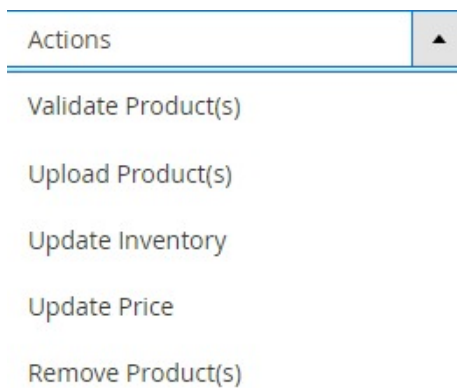 Actions
Validate Product(s)
Upload Product(s)
Update Inventory
Update Price
Remove Product(s)